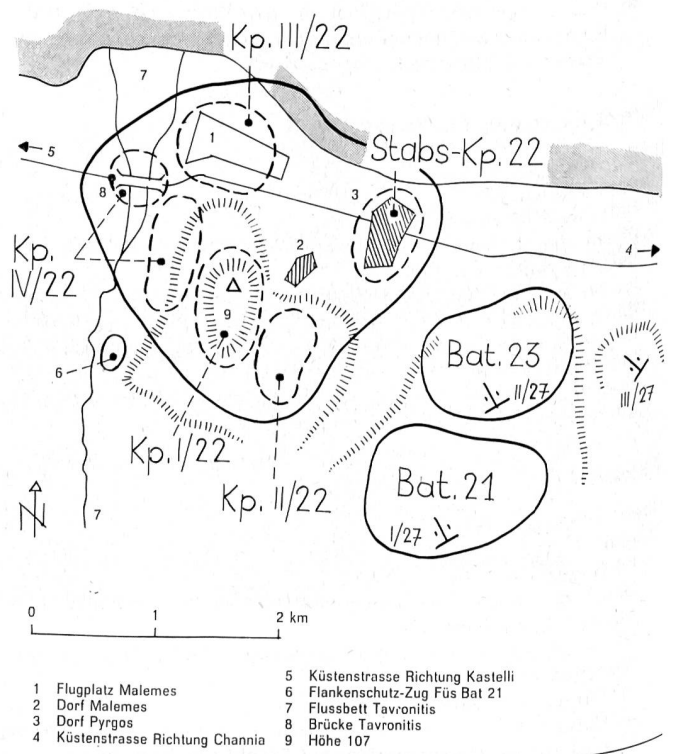 Kp. III/22
7
1
Stabs-Kp. 22
5
8
3
2
4
Kp. IV/22
9
6
Bat. 23
II/27
III/27
Kp. I/22
Kp. II/22
Bat. 21
I/27
N
7
0 1 2 km
1 Flugplatz Malemes
2 Dorf Malemes
3 Dorf Pyrgos
4 Küstenstrasse Richtung Channia
5 Küstenstrasse Richtung Kastelli
6 Flankenschutz-Zug Füs Bat 21
7 Flussbett Tavronitis
8 Brücke Tavronitis
9 Höhe 107